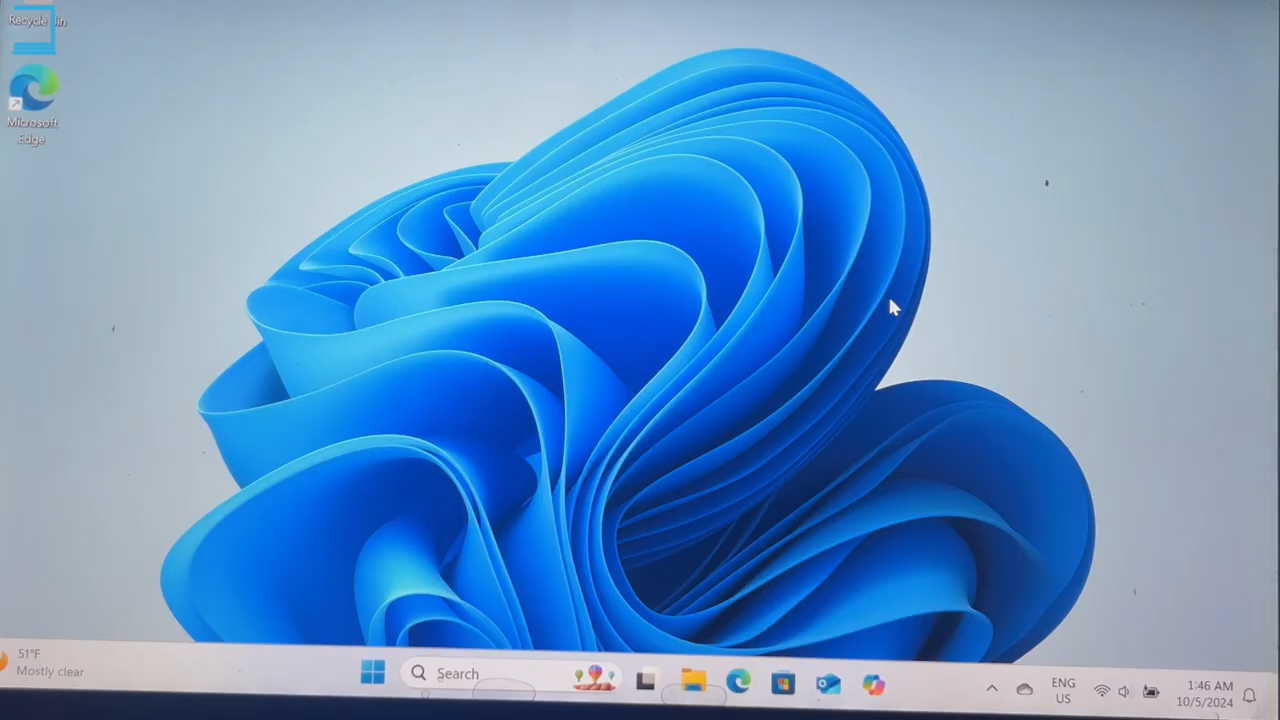 Recycle Bin
Microsoft
Edge
51°F
Mostly clear
Search
ENG
US
1:46 AM
10/5/2024